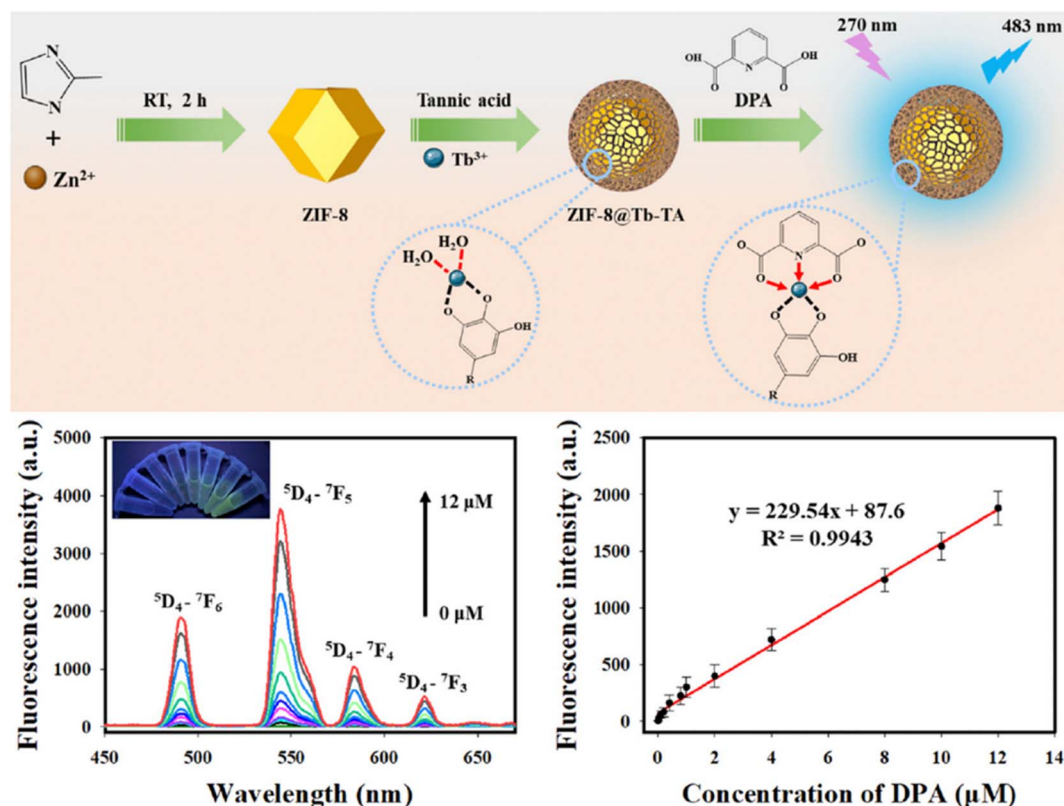 270 nm
483 nm
N
N
+
Zn²⁺
RT, 2 h
ZIF-8
Tannic acid
Tb³⁺
ZIF-8@Tb-TA
OH
OH
N
O
O
DPA
H₂O
H₂O
O
O
OH
R
O
O
N
O
O
O
O
OH
R
Fluorescence intensity (a.u.)
5000
4000
3000
2000
1000
0
⁵D₄- ⁷F₆
⁵D₄- ⁷F₅
⁵D₄- ⁷F₄
⁵D₄- ⁷F₃
12 μM
0 μM
450
500
550
600
650
Wavelength (nm)
Fluorescence intensity (a.u.)
2500
2000
1500
1000
500
0
y = 229.54x + 87.6
R² = 0.9943
0
2
4
6
8
10
12
14
Concentration of DPA (μM)